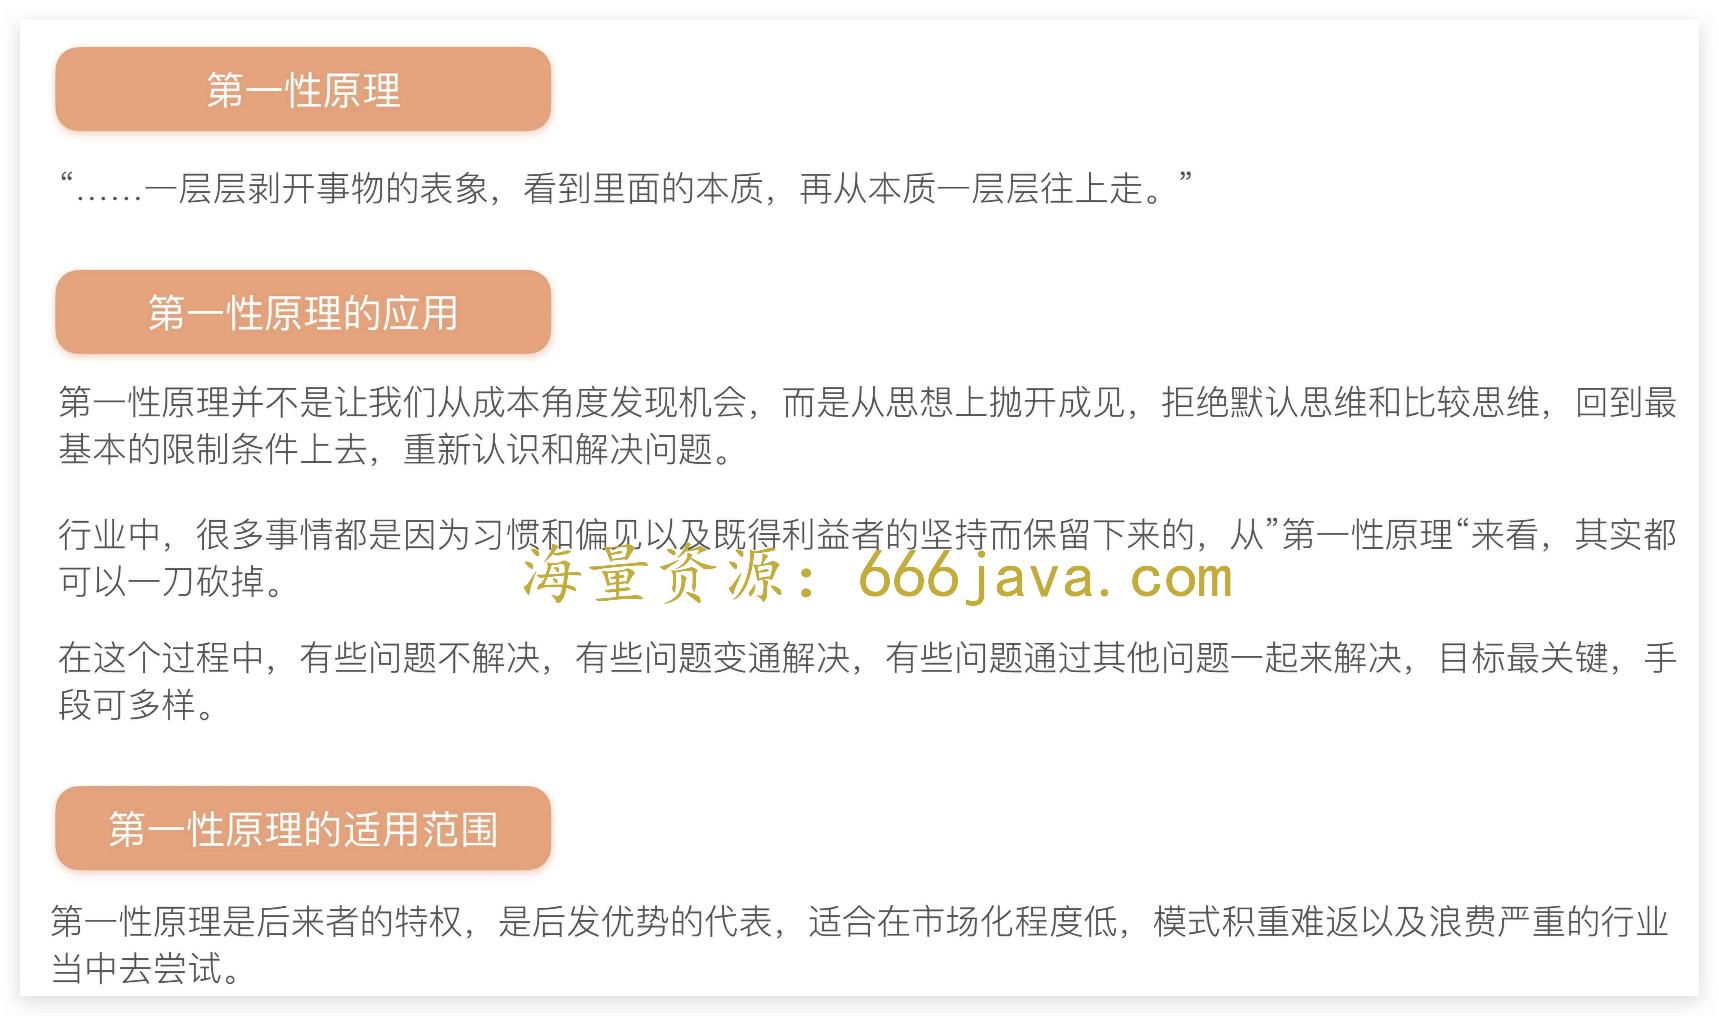 第一性原理
“……一层层剥开事物的表象，看到里面的本质，再从本质一层层往上走。”
第一性原理的应用
第一性原理并不是让我们从成本角度发现机会，而是从思想上抛开成见，拒绝默认思维和比较思维，回到最
基本的限制条件上去，重新认识和解决问题。
行业中，很多事情都是因为习惯和偏见以及既得利益者的坚持而保留下来的，从”第一性原理“来看，其实都
可以一刀砍掉。
海量资源：666java.com
在这个过程中，有些问题不解决，有些问题变通解决，有些问题通过其他问题一起来解决，目标最关键，手
段可多样。
第一性原理的适用范围
第一性原理是后来者的特权，是后发优势的代表，适合在市场化程度低，模式积重难返以及浪费严重的行业
当中去尝试。